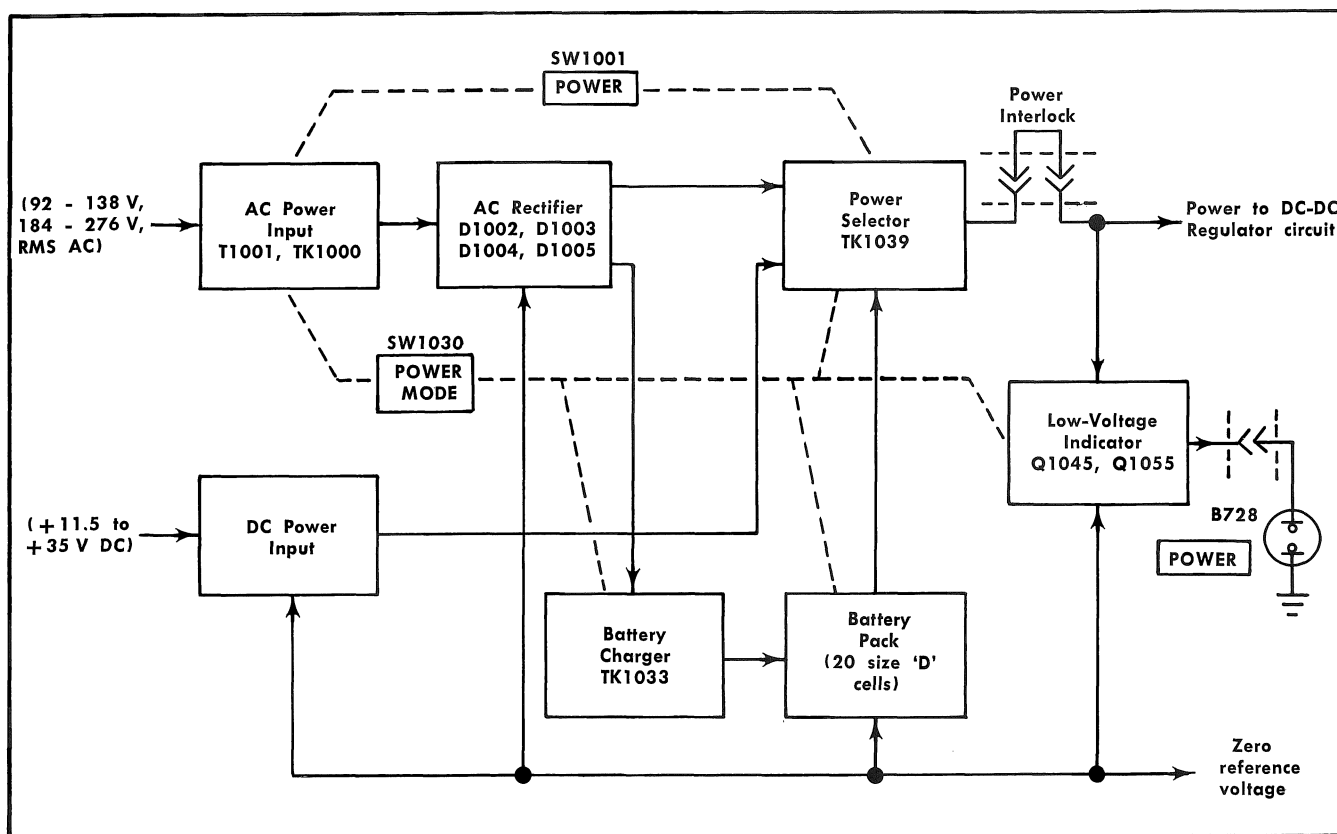 SW1001
POWER
Power
Interlock
(92 - 138 V,
184 - 276 V,
RMS AC)
AC Power
Input
T1001, TK1000
AC Rectifier
D1002, D1003
D1004, D1005
Power
Selector
TK1039
Power to DC-DC
Regulator circuit
SW1030
POWER
MODE
Low-Voltage
Indicator
Q1045, Q1055
(+11.5 to
+35 V DC)
DC Power
Input
B728
POWER
Battery
Charger
TK1033
Battery
Pack
(20 size 'D'
cells)
Zero
reference
voltage